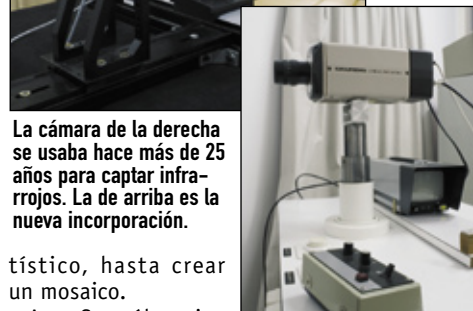 La cámara de la derecha
se usaba hace más de 25
años para captar infra-
rrojos. La de arriba es la
nueva incorporación.
tístico, hasta crear
un mosaico.